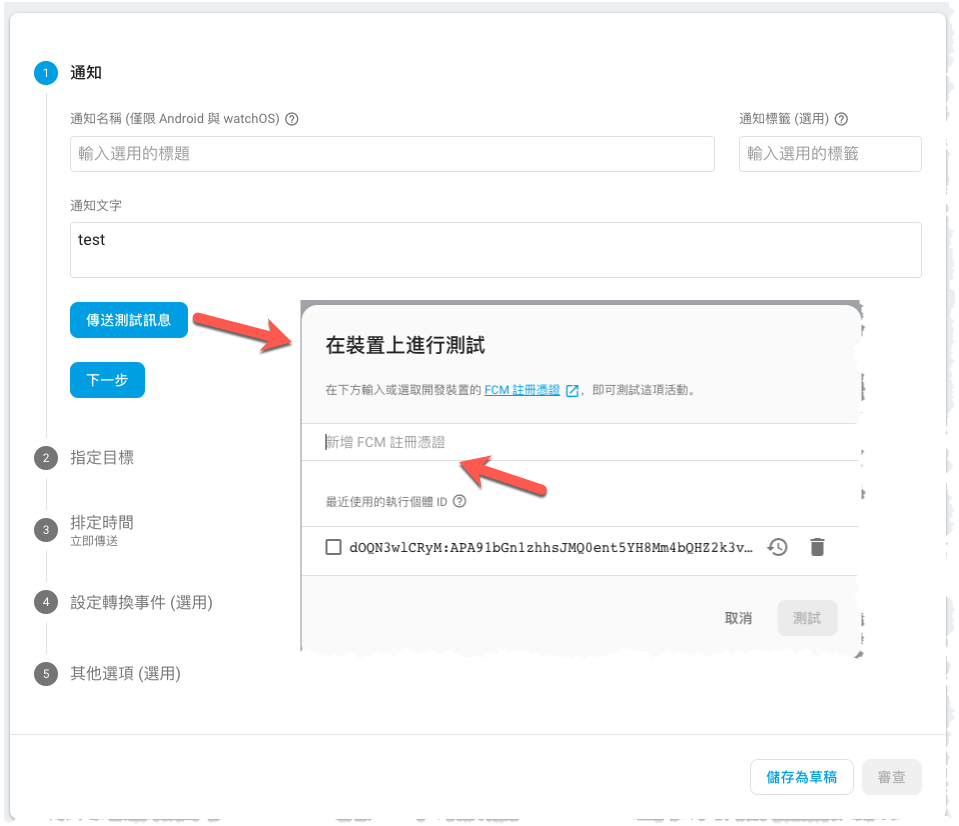 1 通知
通知名稱 (僅限 Android 與 watchOS) ?
通知標籤 (選用) ?
輸入選用的標題
輸入選用的標籤
通知文字
test
傳送測試訊息
下一步
在裝置上進行測試
在下方輸入或選取開發裝置的 FCM 註冊憑證，即可測試這項活動。
新增 FCM 註冊憑證
最近使用的執行個體 ID ?
dOQN3wlCRyM:APA91bGn1zhhsJMQ0ent5YH8Mm4bQHZ2k3v…
取消
測試
2 指定目標
3 排定時間
立即傳送
4 設定轉換事件 (選用)
5 其他選項 (選用)
儲存為草稿
審查